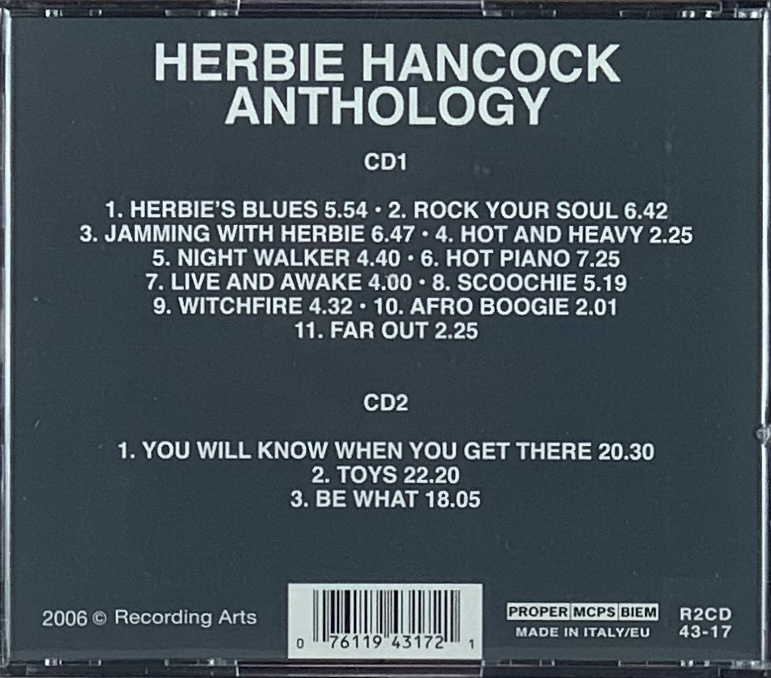 HERBIE HANCOCK
ANTHOLOGY
CD1
1. HERBIE'S BLUES 5.54 • 2. ROCK YOUR SOUL 6.42
3. JAMMING WITH HERBIE 6.47 • 4. HOT AND HEAVY 2.25
5. NIGHT WALKER 4.40 • 6. HOT PIANO 7.25
7. LIVE AND AWAKE 4.00 • 8. SCOOCHIE 5.19
9. WITCHFIRE 4.32 • 10. AFRO BOOGIE 2.01
11. FAR OUT 2.25
CD2
1. YOU WILL KNOW WHEN YOU GET THERE 20.30
2. TOYS 22.20
3. BE WHAT 18.05
2006 © Recording Arts
0 76119 43172 1
PROPER MCPS BIEM
MADE IN ITALY/EU
R2CD
43-17